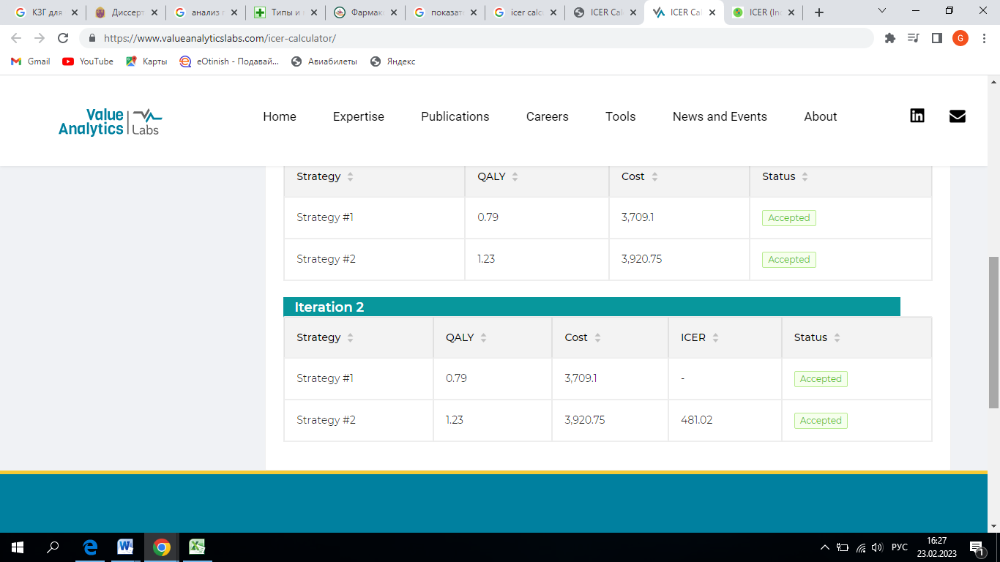 КЗГ для
Диссерт
анализ г
Типы и
Фармак
показат
icer calc
ICER Cal
ICER Cal
ICER (Inc
https://www.valueanalyticslabs.com/icer-calculator/
G
Gmail
YouTube
Карты
eOtinish - Подавай...
Авиабилеты
Яндекс
Value Analytics Labs
Home Expertise Publications Careers Tools News and Events About
in
Strategy QALY Cost Status
Strategy #1 0.79 3,709.1 Accepted
Strategy #2 1.23 3,920.75 Accepted
Iteration 2
Strategy QALY Cost ICER Status
Strategy #1 0.79 3,709.1 - Accepted
Strategy #2 1.23 3,920.75 481.02 Accepted
РУС
16:27
23.02.2023
1